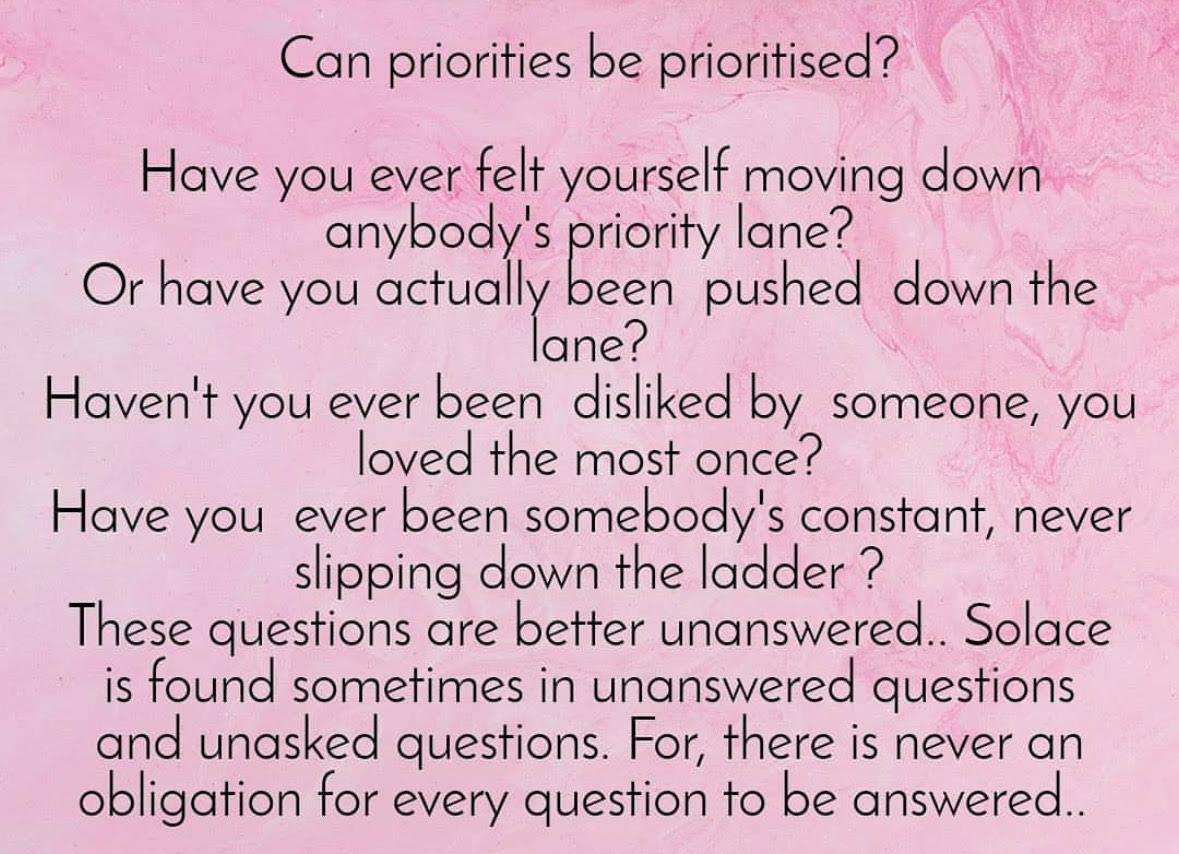 Can priorities be prioritised?
Have you ever felt yourself moving down
anybody's priority lane?
Or have you actually been  pushed  down the
lane?
Haven't you ever been  disliked by  someone, you
loved the most once?
Have you  ever been somebody's constant, never
slipping down the ladder ?
These questions are better unanswered.. Solace
is found sometimes in unanswered questions
and unasked questions. For, there is never an
obligation for every question to be answered..